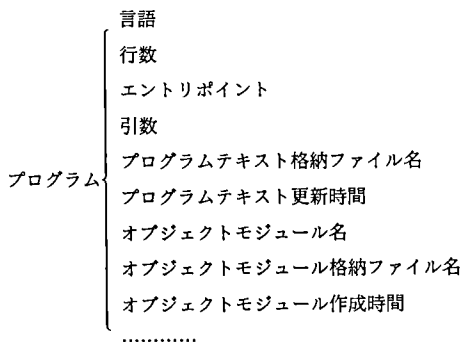 プログラム
言語
行数
エントリポイント
引数
プログラムテキスト格納ファイル名
プログラムテキスト更新時間
オブジェクトモジュール名
オブジェクトモジュール格納ファイル名
オブジェクトモジュール作成時間
…………